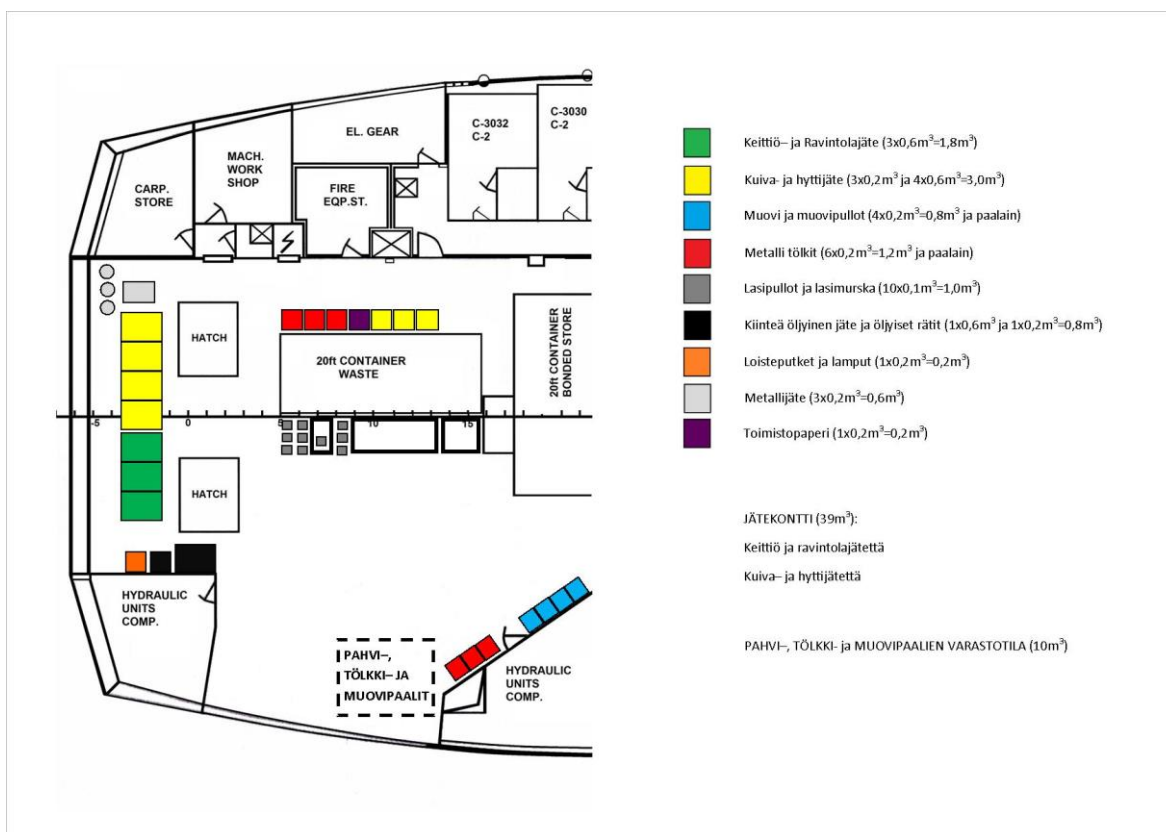 EL. GEAR
C-3032
C-2
C-3030
C-2
MACH.
WORK
SHOP
CARP.
STORE
FIRE
EQP.ST.
HATCH
20ft CONTAINER
WASTE
20ft CONTAINER
BONDED STORE
-5
0
5
10
15
HATCH
HYDRAULIC
UNITS
COMP.
PAHVI–,
TÖLKKI– JA
MUOVIPAALIT
HYDRAULIC
UNITS
COMP.
Keittiö– ja Ravintolajäte (3x0,6m³=1,8m³)
Kuiva- ja hyttijäte (3x0,2m³ ja 4x0,6m³=3,0m³)
Muovi ja muovipullot (4x0,2m³=0,8m³ ja paalain)
Metalli tölkit (6x0,2m³=1,2m³ ja paalain)
Lasipullot ja lasimurska (10x0,1m³=1,0m³)
Kiinteä öljyinen jäte ja öljyiset rätit (1x0,6m³ ja 1x0,2m³=0,8m³)
Loisteputket ja lamput (1x0,2m³=0,2m³)
Metallijäte (3x0,2m³=0,6m³)
Toimistopaperi (1x0,2m³=0,2m³)
JÄTEKONTTI (39m³):
Keittiö ja ravintolajätettä
Kuiva– ja hyttijätettä
PAHVI–, TÖLKKI- ja MUOVIPAALIEN VARASTOTILA (10m³)